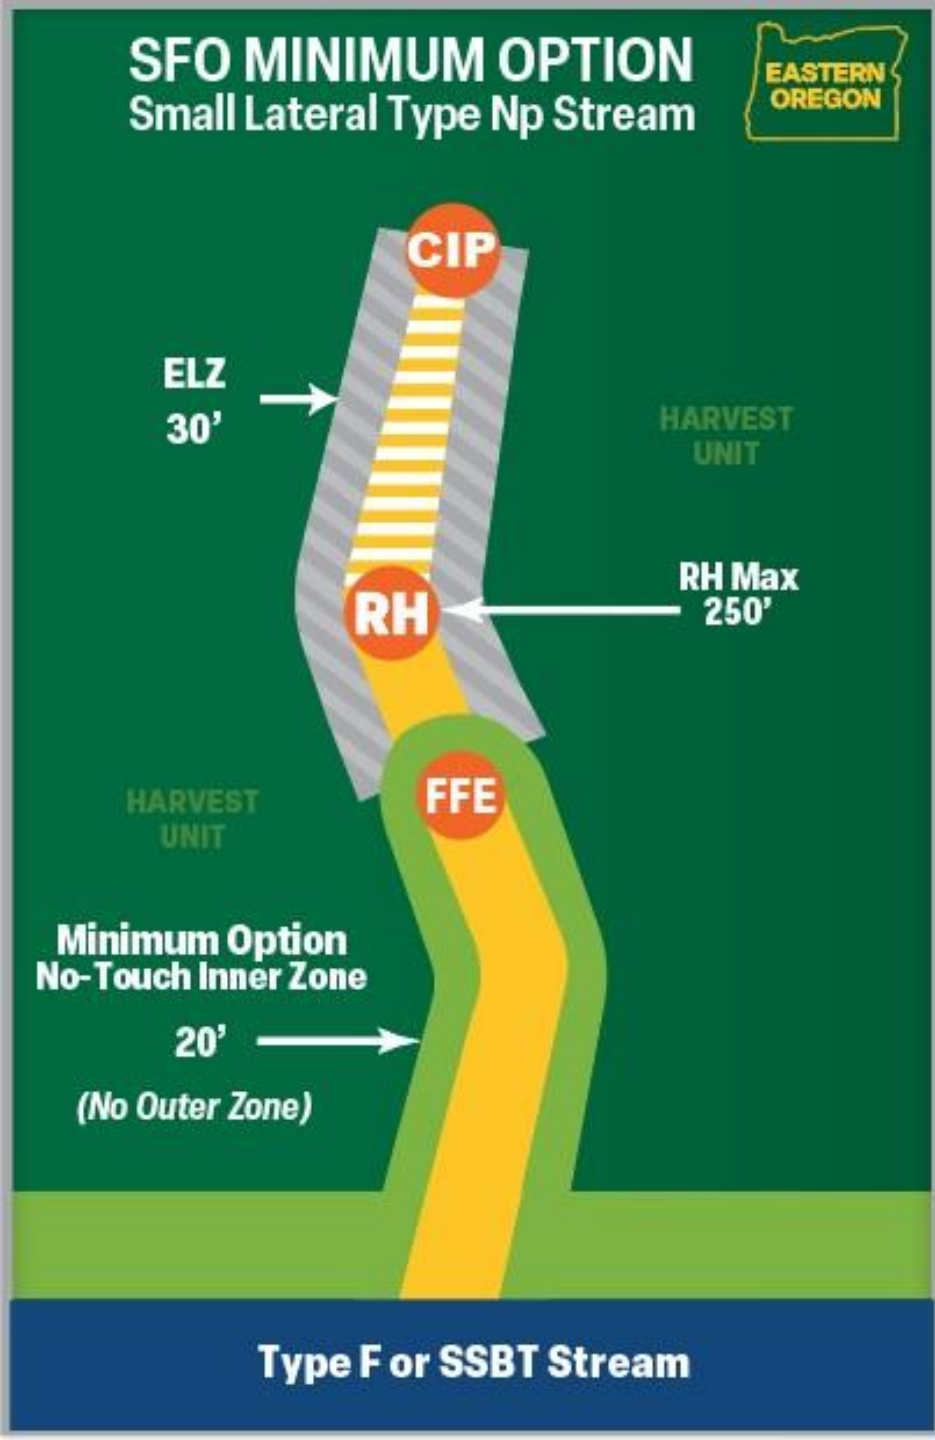 SFO MINIMUM OPTION
Small Lateral Type Np Stream
EASTERN
OREGON
CIP
ELZ
30’
HARVEST
UNIT
RH
RH Max
250’
FFE
HARVEST
UNIT
Minimum Option
No-Touch Inner Zone
20’
(No Outer Zone)
Type F or SSBT Stream